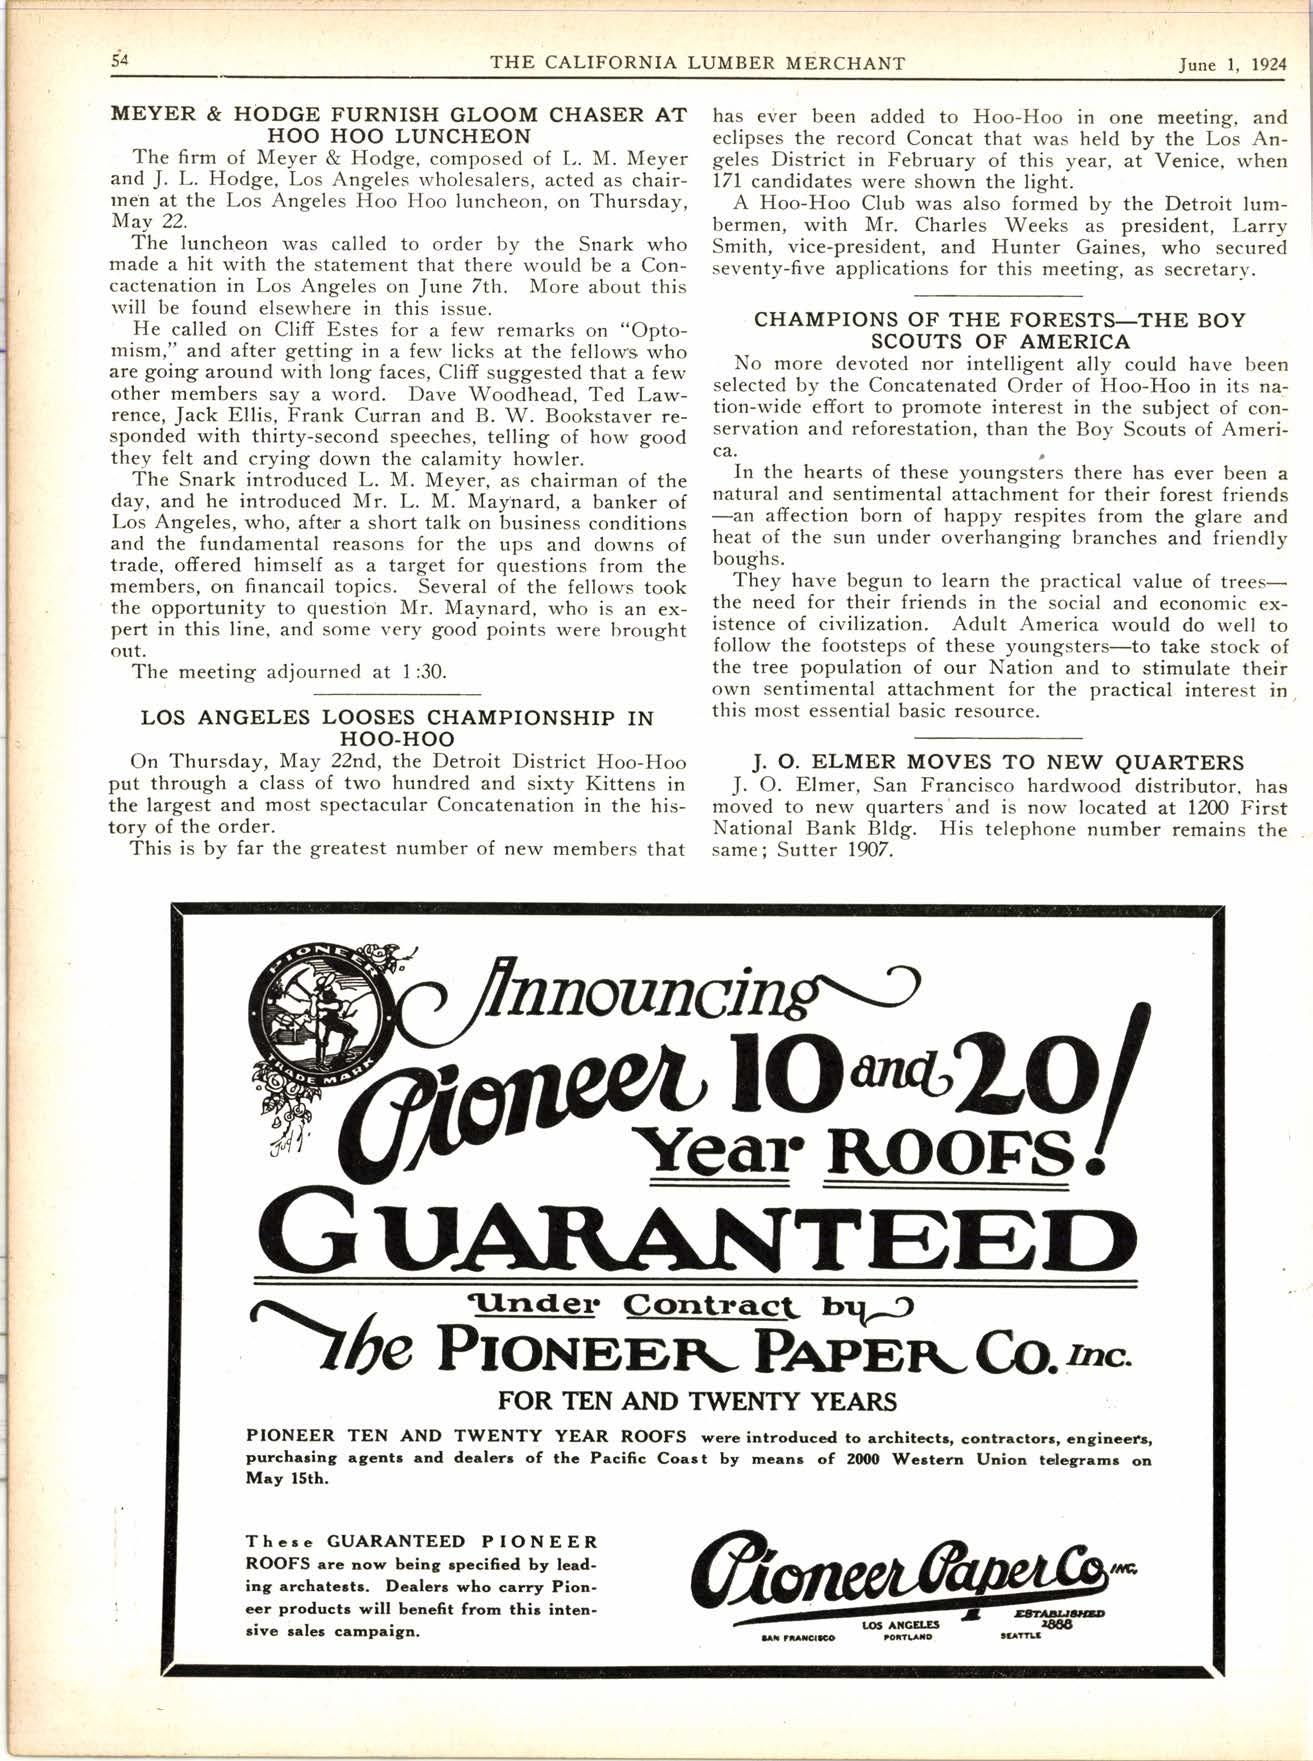 54
THE CALIFORNIA LUMBER MERCHANT
June 1, 1924
MEYER & HODGE FURNISH GLOOM CHASER AT
HOO HOO LUNCHEON
The firm of Meyer & Hodge, composed of L. M. Meyer
and J. L. Hodge, Los Angeles wholesalers, acted as chair-
men at the Los Angeles Hoo Hoo luncheon, on Thursday,
May 22.
The luncheon was called to order by the Snark who
made a hit with the statement that there would be a Con-
cactenation in Los Angeles on June 7th. More about this
will be found elsewhere in this issue.
He called on Cliff Estes for a few remarks on "Opto-
mism," and after getting in a few licks at the fellows who
are going around with long faces, Cliff suggested that a few
other members say a word. Dave Woodhead, Ted Law-
rence, Jack Ellis, Frank Curran and B. W. Bookstaver re-
sponded with thirty-second speeches, telling of how good
they felt and crying down the calamity howler.
The Snark introduced L. M. Meyer, as chairman of the
day, and he introduced Mr. L. M. Maynard, a banker of
Los Angeles, who, after a short talk on business conditions
and the fundamental reasons for the ups and downs of
trade, offered himself as a target for questions from the
members, on financail topics. Several of the fellows took
the opportunity to question Mr. Maynard, who is an ex-
pert in this line, and some very good points were brought
out.
The meeting adjourned at 1:30.
LOS ANGELES LOOSES CHAMPIONSHIP IN
HOO-HOO
On Thursday, May 22nd, the Detroit District Hoo-Hoo
put through a class of two hundred and sixty Kittens in
the largest and most spectacular Concatenation in the his-
tory of the order.
This is by far the greatest number of new members that
has ever been added to Hoo-Hoo in one meeting, and
eclipses the record Concat that was held by the Los An-
geles District in February of this year, at Venice, when
171 candidates were shown the light.
A Hoo-Hoo Club was also formed by the Detroit lum-
bermen, with Mr. Charles Weeks as president, Larry
Smith, vice-president, and Hunter Gaines, who secured
seventy-five applications for this meeting, as secretary.
CHAMPIONS OF THE FORESTS—THE BOY
SCOUTS OF AMERICA
No more devoted nor intelligent ally could have been
selected by the Concatenated Order of Hoo-Hoo in its na-
tion-wide effort to promote interest in the subject of con-
servation and reforestation, than the Boy Scouts of Ameri-
ca.
In the hearts of these youngsters there has ever been a
natural and sentimental attachment for their forest friends
—an affection born of happy respites from the glare and
heat of the sun under overhanging branches and friendly
boughs.
They have begun to learn the practical value of trees—
the need for their friends in the social and economic ex-
istence of civilization. Adult America would do well to
follow the footsteps of these youngsters—to take stock of
the tree population of our Nation and to stimulate their
own sentimental attachment for the practical interest in
this most essential basic resource.
J. O. ELMER MOVES TO NEW QUARTERS
J. O. Elmer, San Francisco hardwood distributor, has
moved to new quarters and is now located at 1200 First
National Bank Bldg. His telephone number remains the
same; Sutter 1907.
PIONEER
TRADE MARK
Announcing
Pioneer 10 and 20
Year ROOFS!
GUARANTEED
Under Contract by
The PIONEER PAPER CO. Inc.
FOR TEN AND TWENTY YEARS
PIONEER TEN AND TWENTY YEAR ROOFS were introduced to architects, contractors, engineers,
purchasing agents and dealers of the Pacific Coast by means of 2000 Western Union telegrams on
May 15th.
These GUARANTEED PIONEER
ROOFS are now being specified by lead-
ing archatests. Dealers who carry Pion-
eer products will benefit from this inten-
sive sales campaign.
Pioneer Paper Co INC.
ESTABLISHED
1888
LOS ANGELES
SAN FRANCISCO PORTLAND SEATTLE